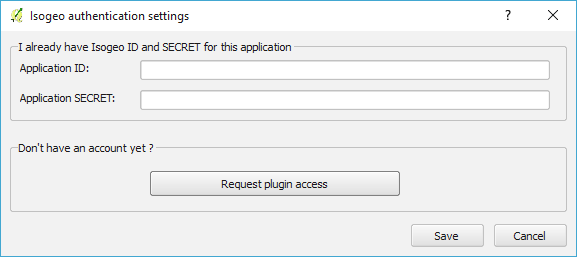 Isogeo authentication settings
I already have Isogeo ID and SECRET for this application
Application ID:
Application SECRET:
Don't have an account yet ?
Request plugin access
Save Cancel